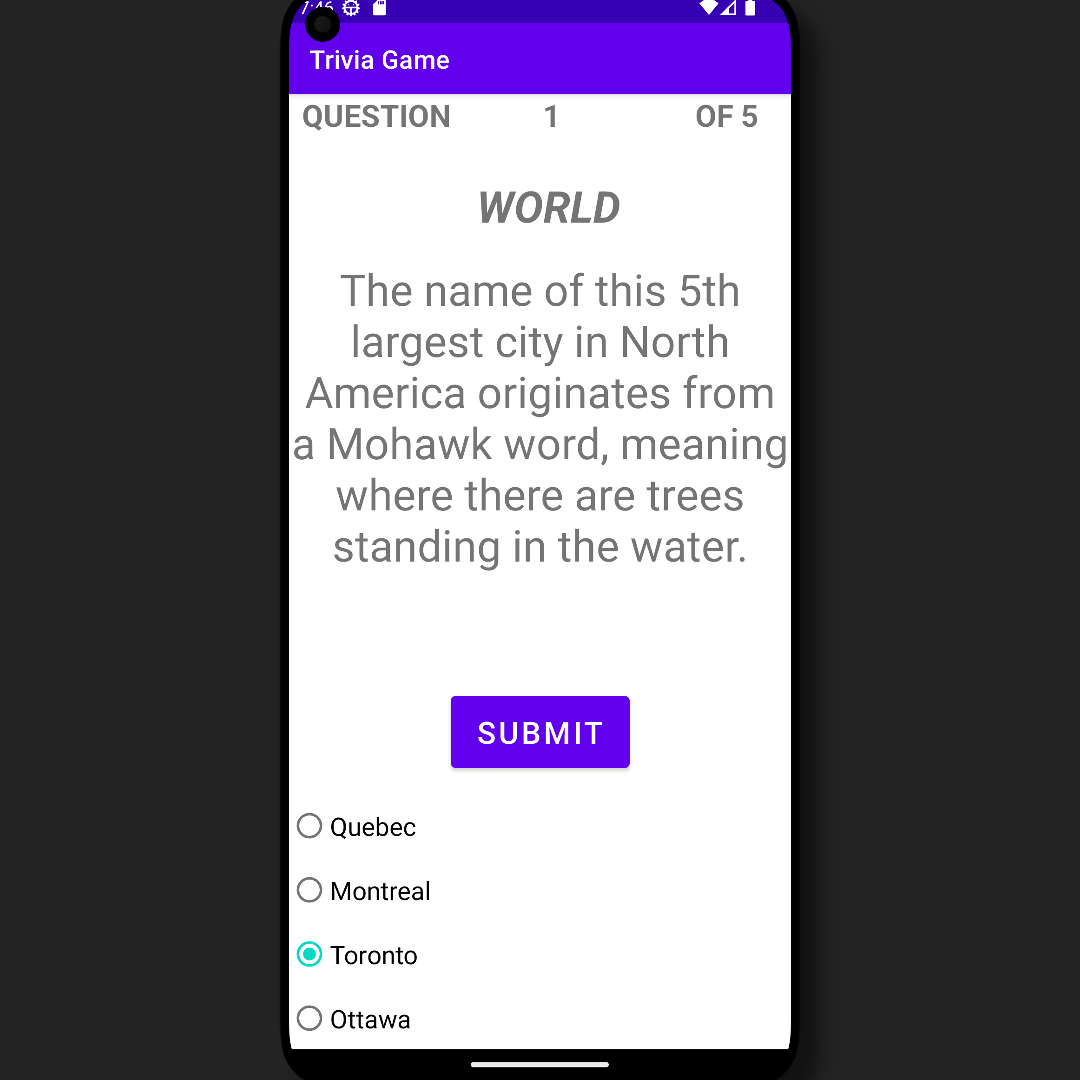 7:46
Trivia Game
QUESTION 1 OF 5
WORLD
The name of this 5th
largest city in North
America originates from
a Mohawk word, meaning
where there are trees
standing in the water.
SUBMIT
Quebec
Montreal
Toronto
Ottawa